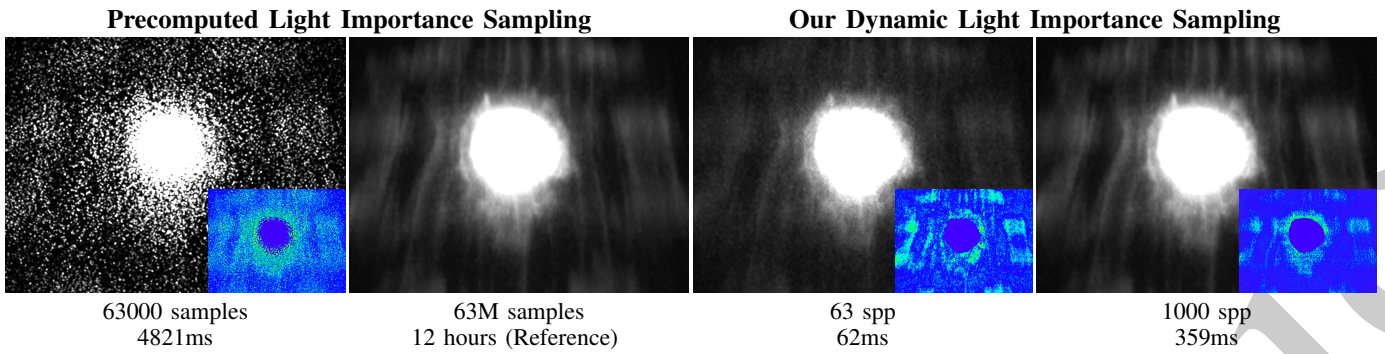 Precomputed Light Importance Sampling
Our Dynamic Light Importance Sampling
63000 samples
4821ms
63M samples
12 hours (Reference)
63 spp
62ms
1000 spp
359ms